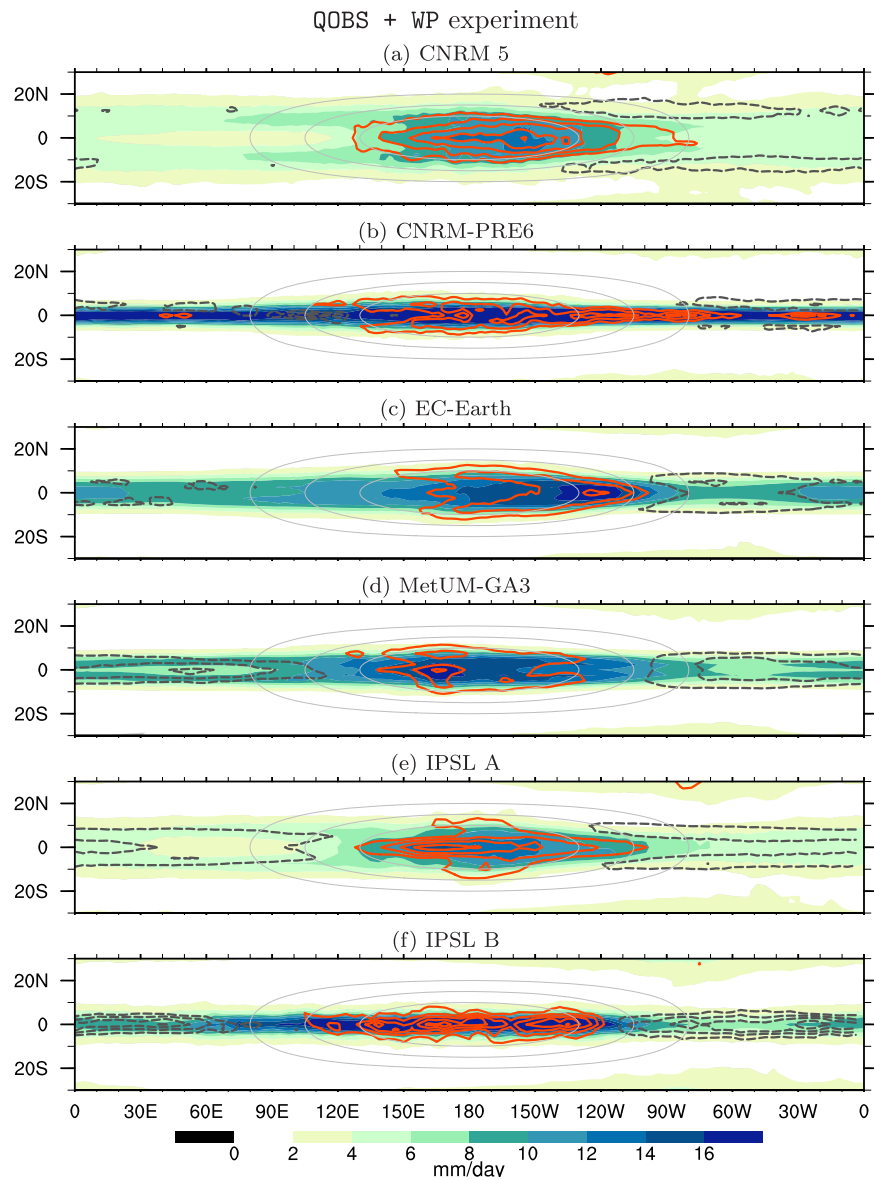 QOBS + WP experiment
(a) CNRM 5
20N
0
20S
(b) CNRM-PRE6
20N
0
20S
(c) EC-Earth
20N
0
20S
(d) MetUM-GA3
20N
0
20S
(e) IPSL A
20N
0
20S
(f) IPSL B
20N
0
20S
0 30E 60E 90E 120E 150E 180 150W 120W 90W 60W 30W 0
0 2 4 6 8 10 12 14 16
mm/day